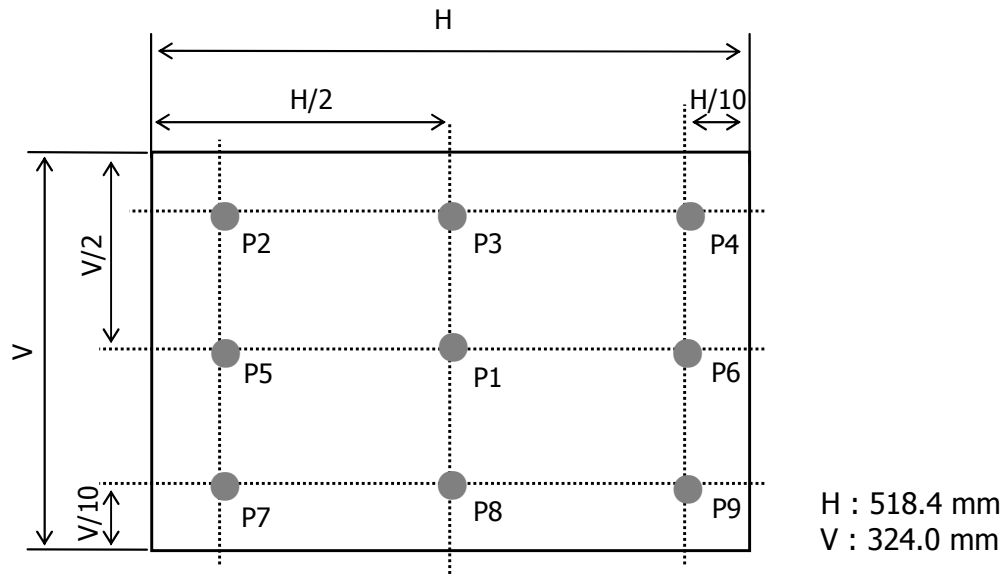 H
H/2
H/10
P2
P3
P4
V/2
V
P5
P1
P6
V/10
P7
P8
P9
H : 518.4 mm
V : 324.0 mm